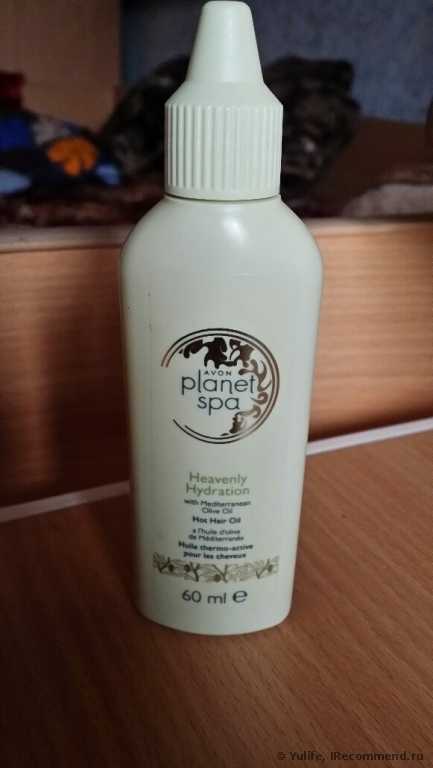 AVON
planet
spa
Heavenly
Hydration
with Mediterranean
Olive Oil
Hot Hair Oil
a l'huile d'olive
de Méditerranée
Huile thermo-active
pour les cheveux
60 ml e
© Yulife, IRecommend.ru